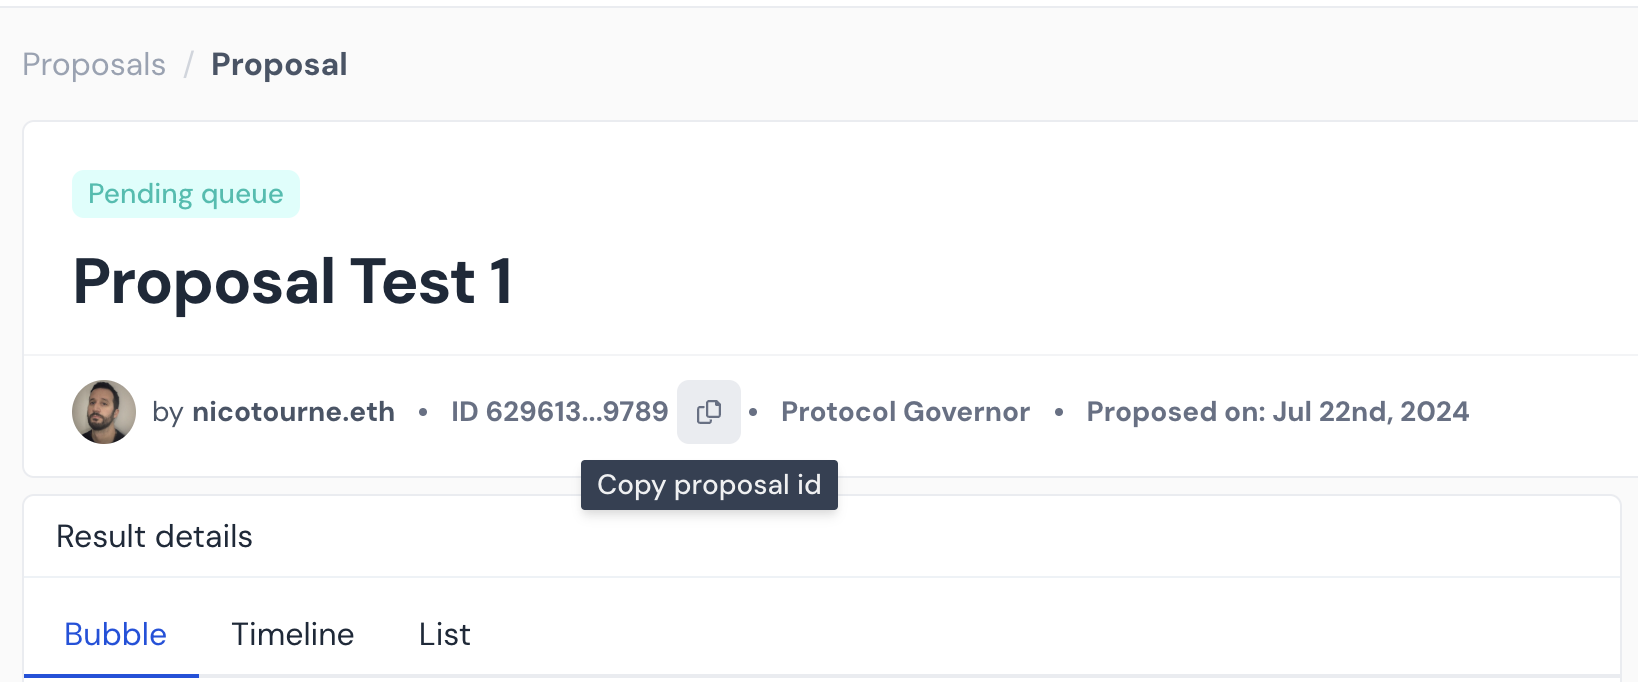 Proposals / Proposal
Pending queue
Proposal Test 1
by nicotourne.eth • ID 629613...9789 • Protocol Governor • Proposed on: Jul 22nd, 2024
Copy proposal id
Result details
Bubble Timeline List